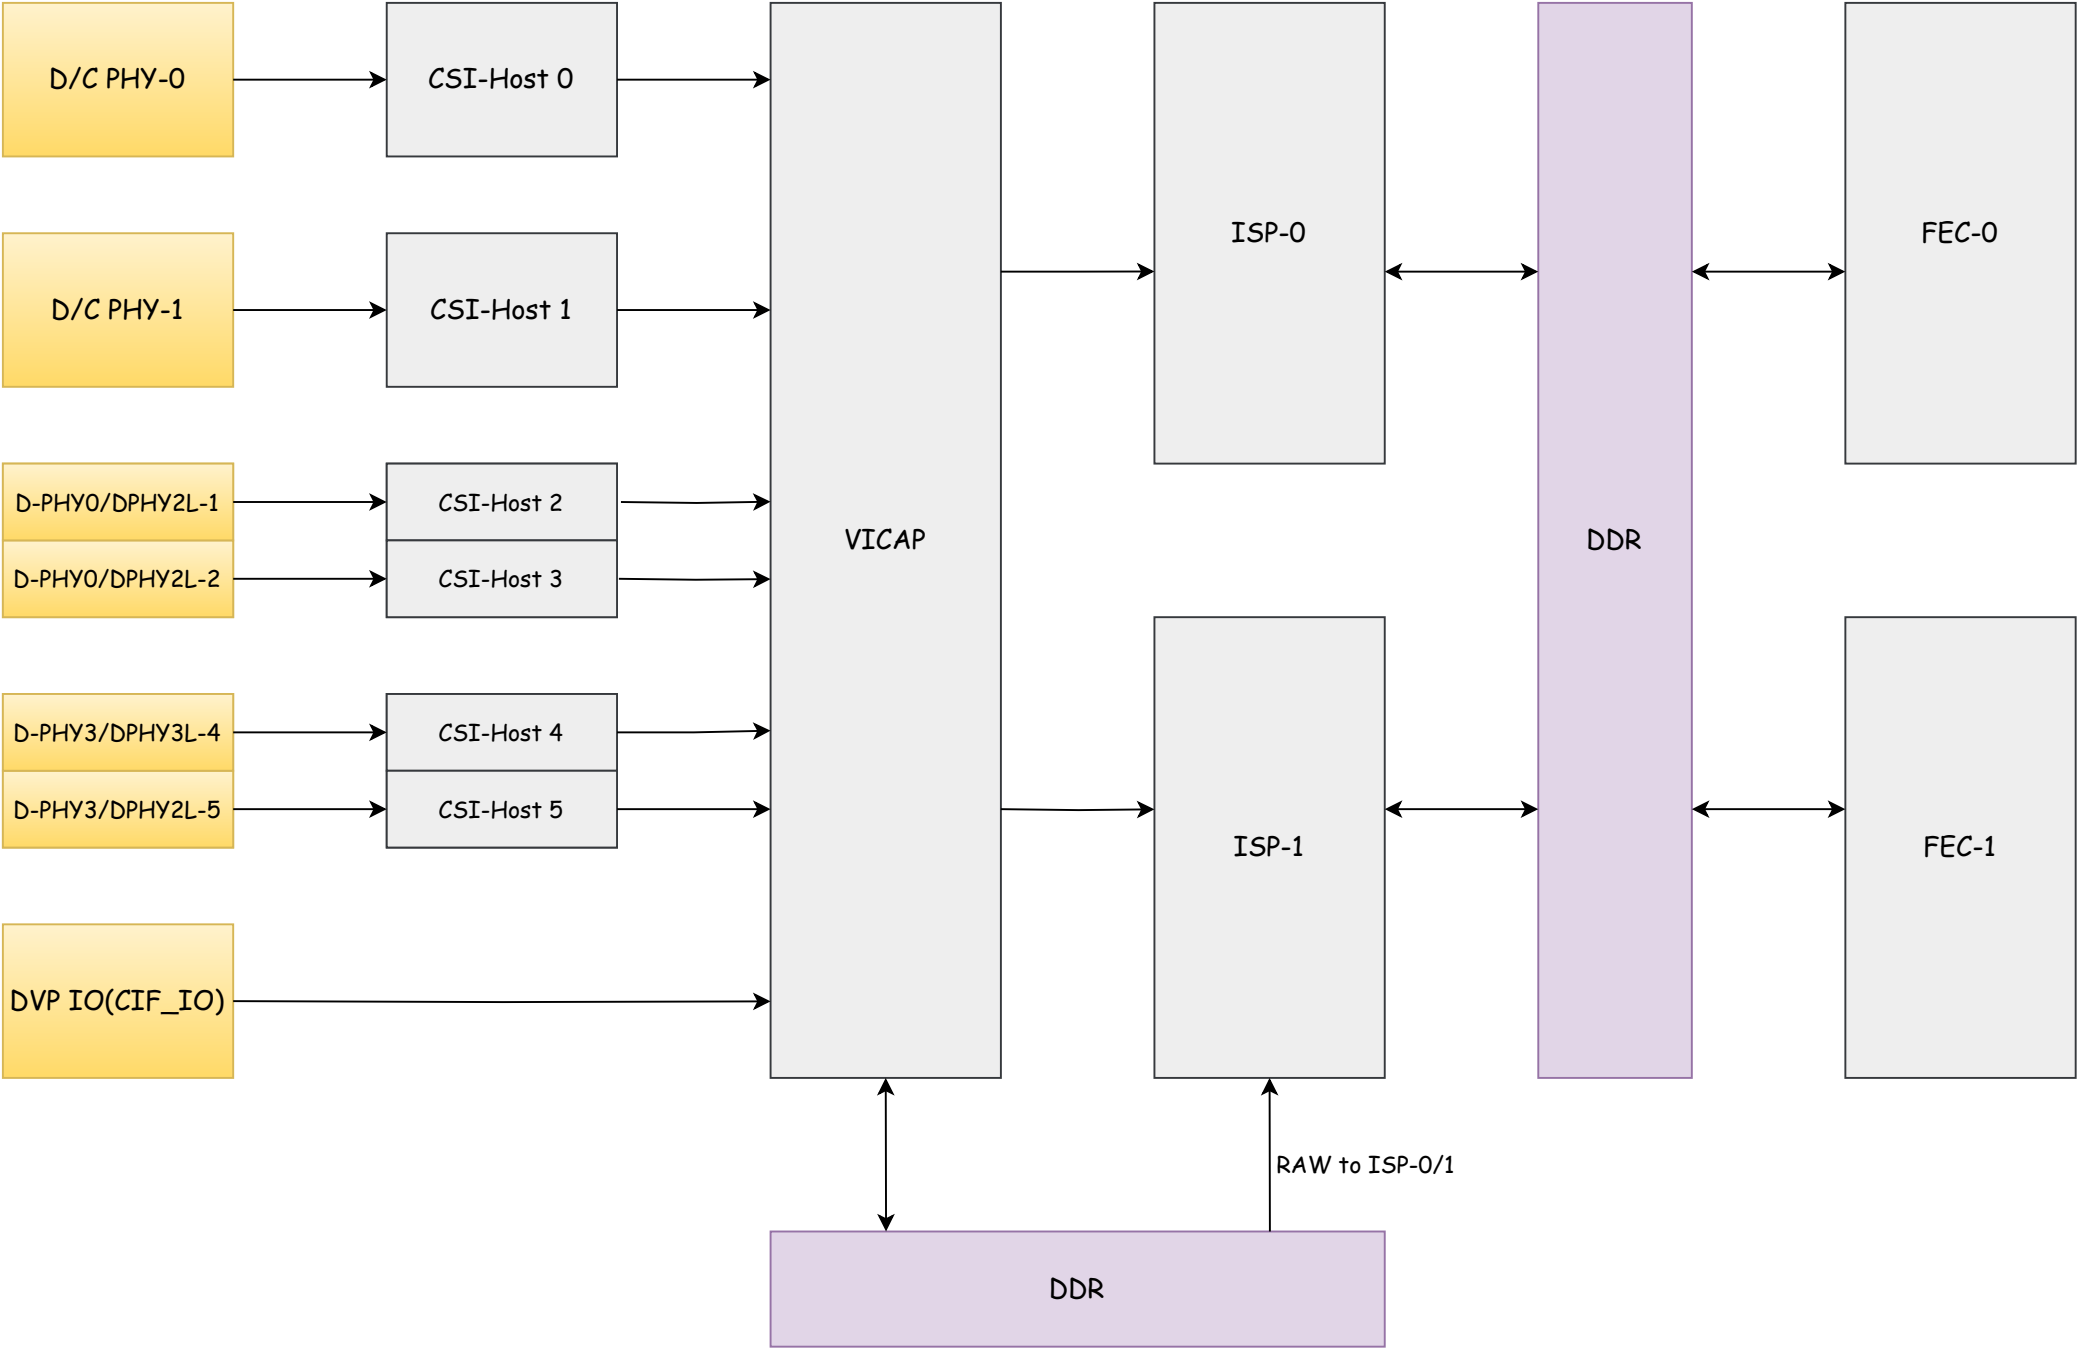 D/C PHY-0
CSI-Host 0
D/C PHY-1
CSI-Host 1
D-PHY0/DPHY2L-1
CSI-Host 2
D-PHY0/DPHY2L-2
CSI-Host 3
D-PHY3/DPHY3L-4
CSI-Host 4
D-PHY3/DPHY2L-5
CSI-Host 5
DVP IO(CIF_IO)
VICAP
ISP-0
ISP-1
DDR
FEC-0
FEC-1
RAW to ISP-0/1
DDR